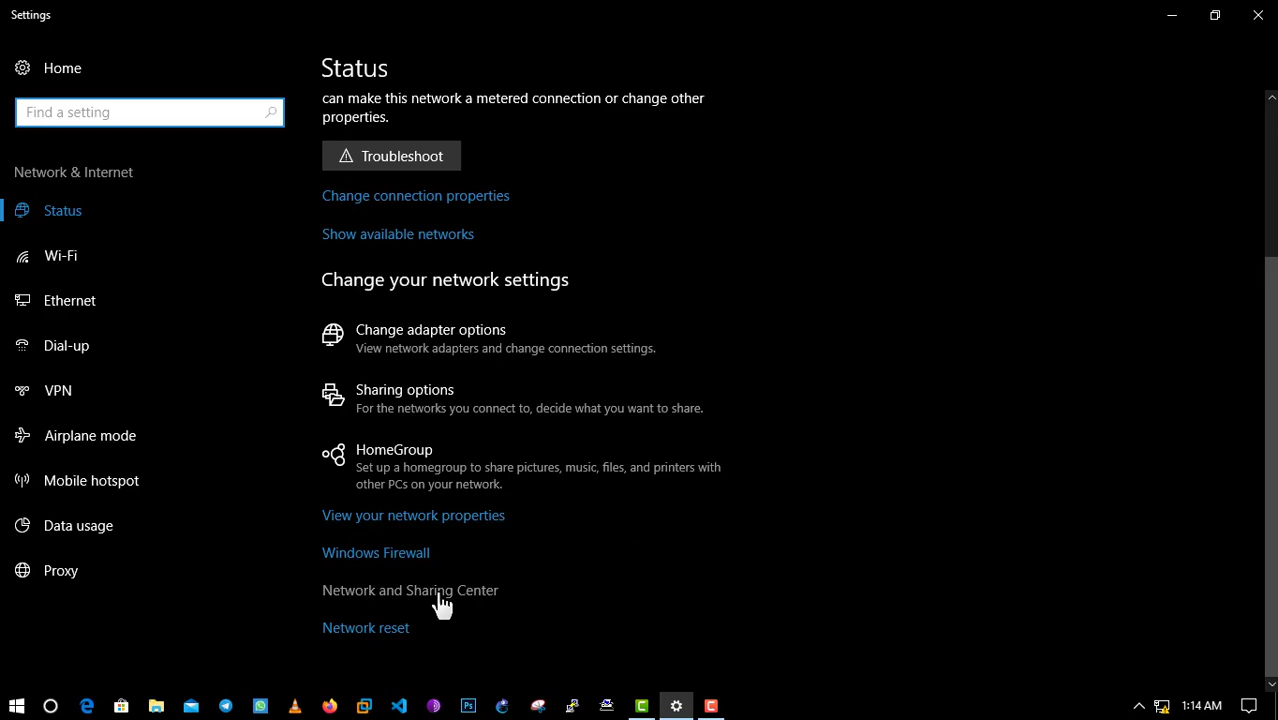 Settings
Home
Find a setting
Network & Internet
Status
Wi-Fi
Ethernet
Dial-up
VPN
Airplane mode
Mobile hotspot
Data usage
Proxy
Status
can make this network a metered connection or change other
properties.
Troubleshoot
Change connection properties
Show available networks
Change your network settings
Change adapter options
View network adapters and change connection settings.
Sharing options
For the networks you connect to, decide what you want to share.
HomeGroup
Set up a homegroup to share pictures, music, files, and printers with
other PCs on your network.
View your network properties
Windows Firewall
Network and Sharing Center
Network reset
1:14 AM